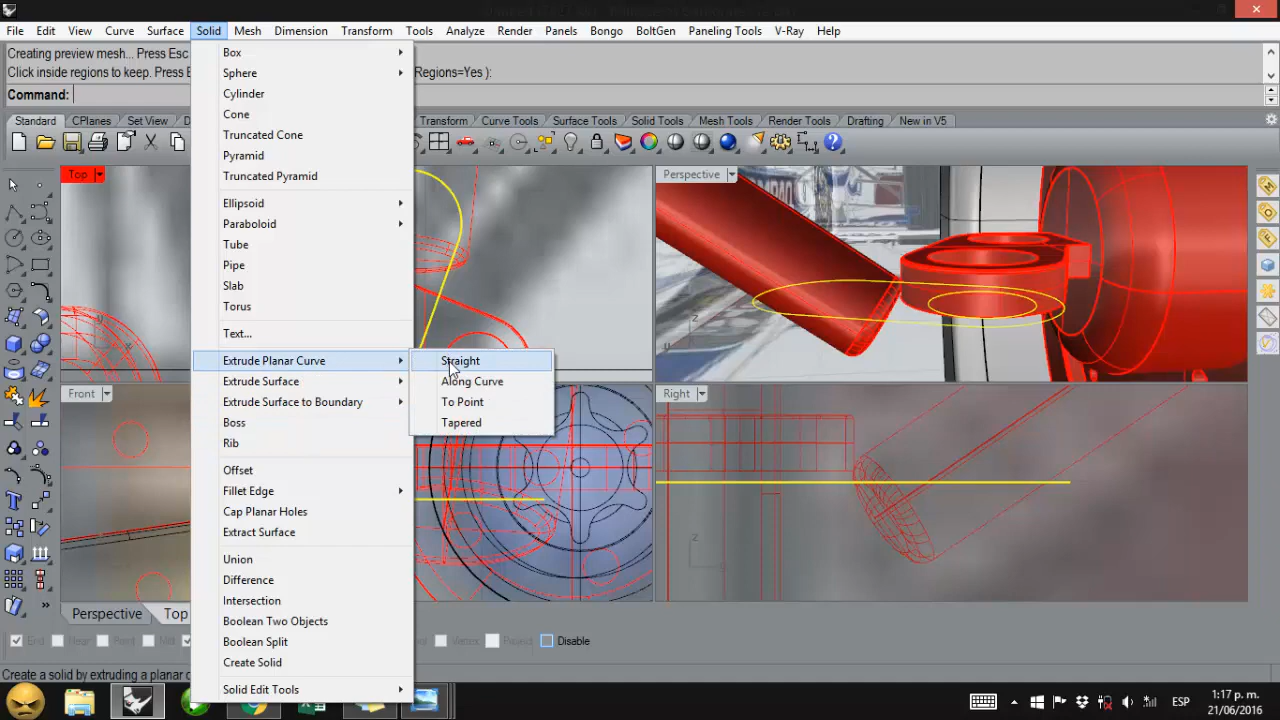 File Edit View Curve Surface Solid Mesh Dimension Transform Tools Analyze Render Panels Bongo BoltGen Paneling Tools V-Ray Help
Creating preview mesh... Press Esc
Click inside regions to keep. Press E
Regions=Yes ):
Command:
Standard CPlanes Set View D
Transform Curve Tools Surface Tools Solid Tools Mesh Tools Render Tools Drafting New in V5
Top
Perspective
Front
Right
Box
Sphere
Cylinder
Cone
Truncated Cone
Pyramid
Truncated Pyramid
Ellipsoid
Paraboloid
Tube
Pipe
Slab
Torus
Text...
Extrude Planar Curve
Extrude Surface
Extrude Surface to Boundary
Boss
Rib
Offset
Fillet Edge
Cap Planar Holes
Extract Surface
Union
Difference
Intersection
Boolean Two Objects
Boolean Split
Create Solid
Solid Edit Tools
Straight
Along Curve
To Point
Tapered
Perspective Top
End Near Point Mid
Vertex Project Disable
Create a solid by extruding a planar c
ESP
1:17 p. m.
21/06/2016